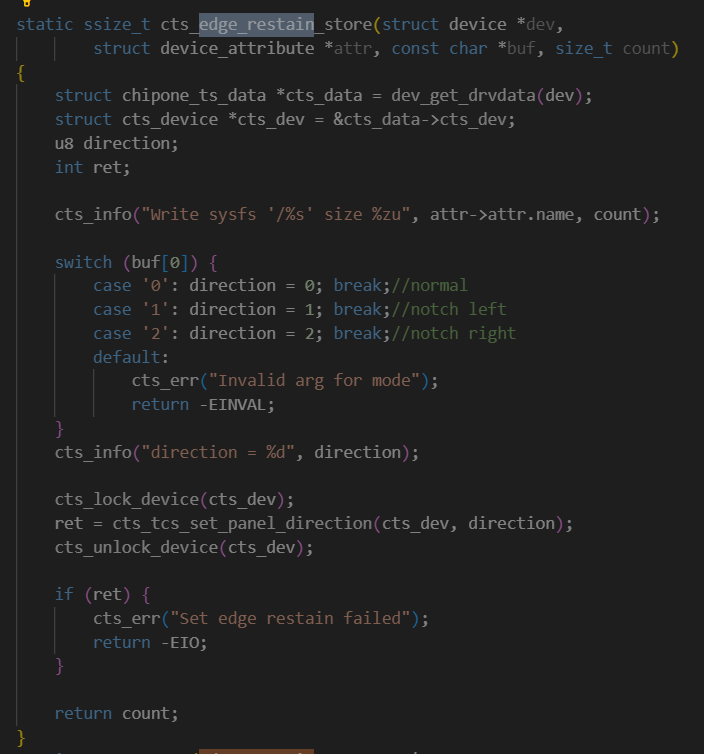 static ssize_t cts_edge_restain_store(struct device *dev,
        struct device_attribute *attr, const char *buf, size_t count)
{
    struct chipone_ts_data *cts_data = dev_get_drvdata(dev);
    struct cts_device *cts_dev = &cts_data->cts_dev;
    u8 direction;
    int ret;

    cts_info("Write sysfs '/%s' size %zu", attr->attr.name, count);

    switch (buf[0]) {
        case '0': direction = 0; break;//normal
        case '1': direction = 1; break;//notch left
        case '2': direction = 2; break;//notch right
        default:
            cts_err("Invalid arg for mode");
            return -EINVAL;
    }
    cts_info("direction = %d", direction);

    cts_lock_device(cts_dev);
    ret = cts_tcs_set_panel_direction(cts_dev, direction);
    cts_unlock_device(cts_dev);

    if (ret) {
        cts_err("Set edge restain failed");
        return -EIO;
    }

    return count;
}